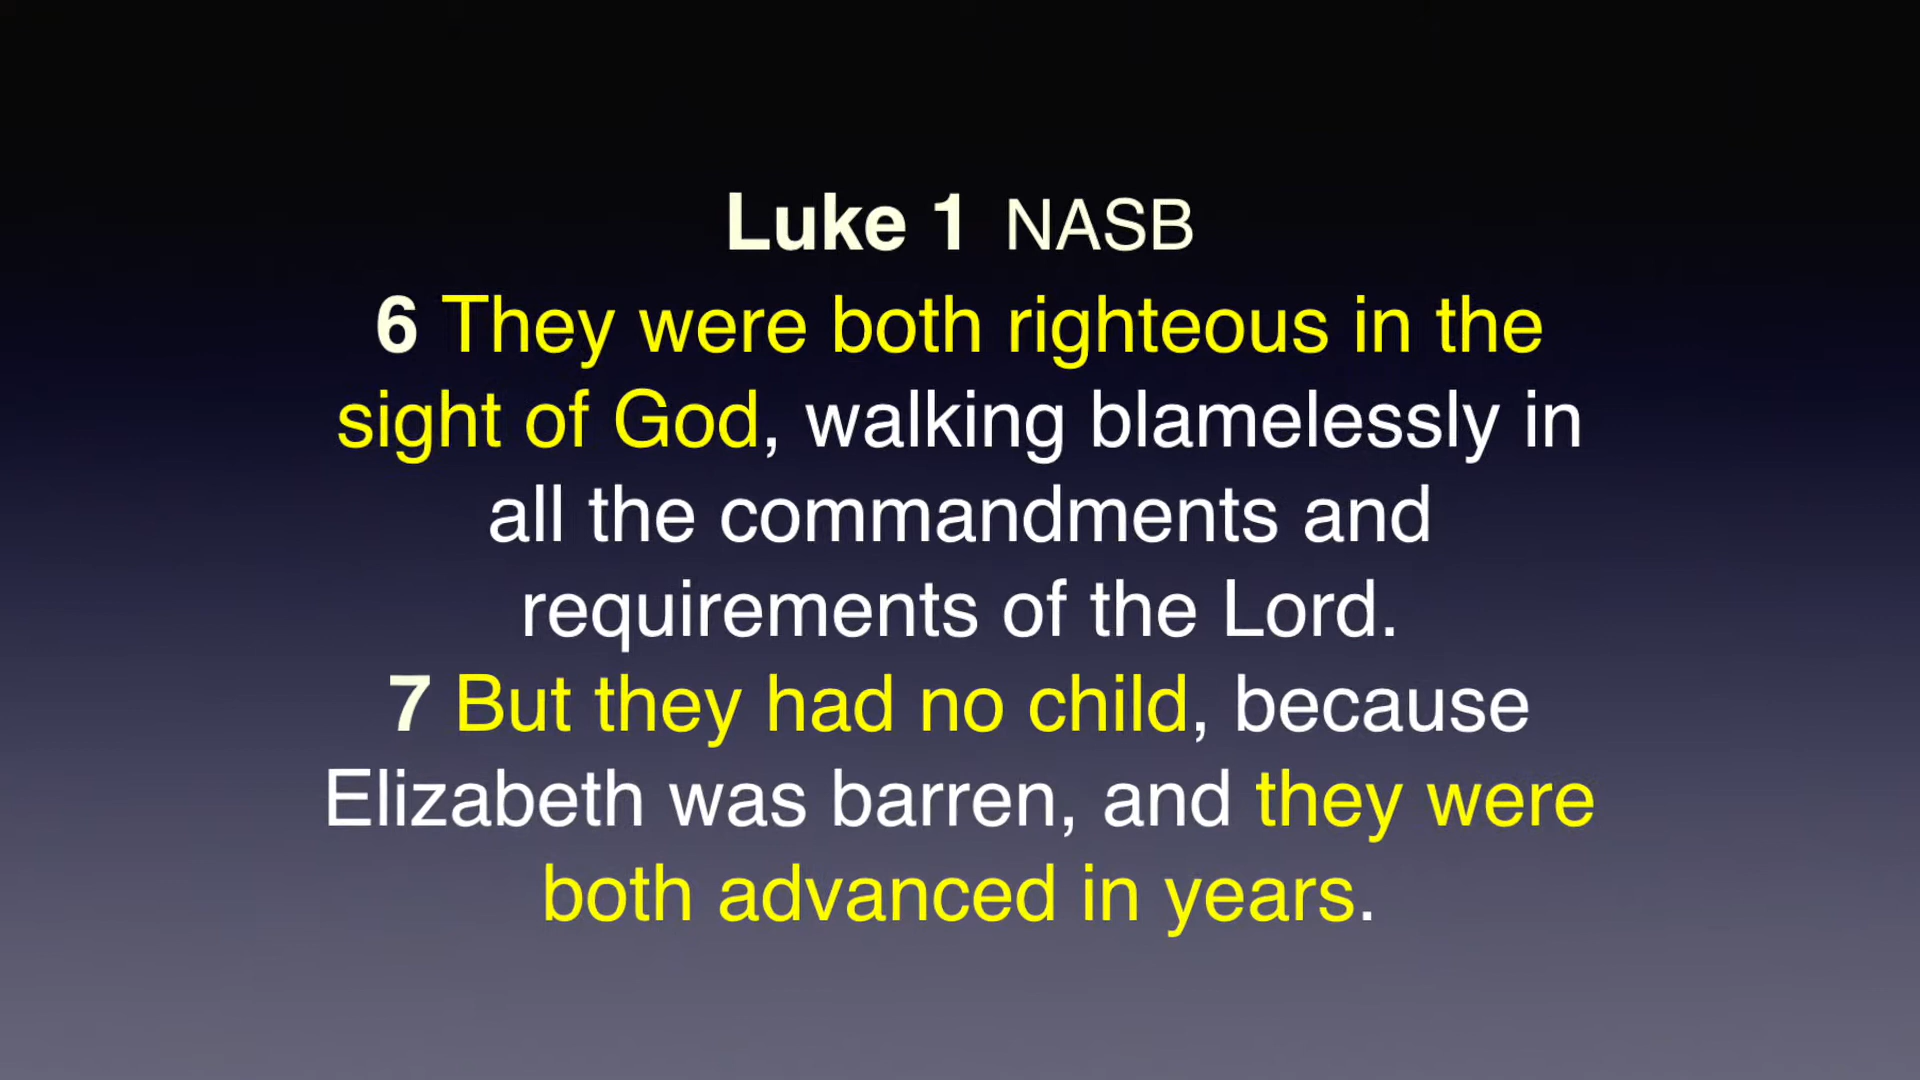 Luke 1 NASB
6 They were both righteous in the
sight of God, walking blamelessly in
all the commandments and
requirements of the Lord.
7 But they had no child, because
Elizabeth was barren, and they were
both advanced in years.